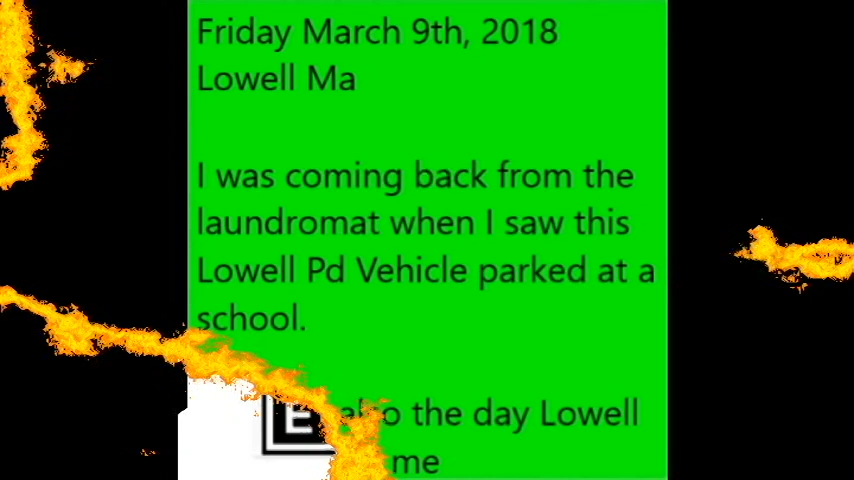 Friday March 9th, 2018
Lowell Ma
I was coming back from the
laundromat when I saw this
Lowell Pd Vehicle parked at a
school.
E also the day Lowell
me